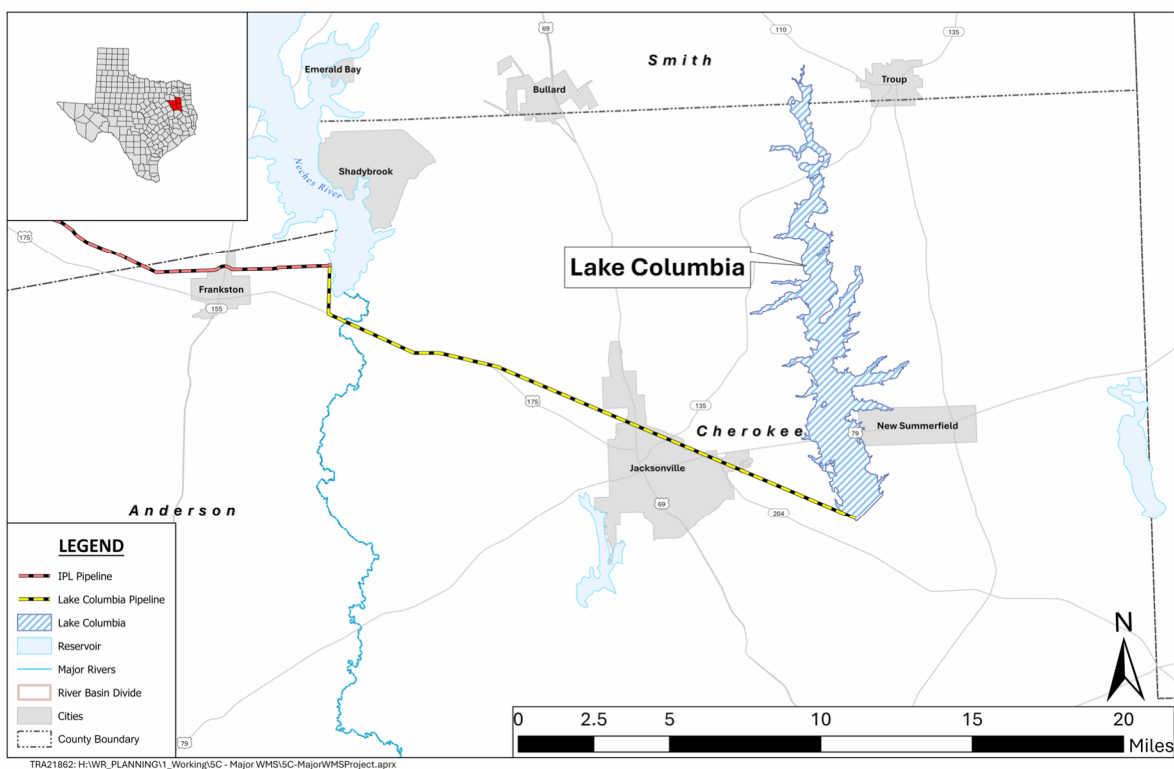 69
110
135
Smith
Emerald Bay
Bullard
Troup
Shadybrook
Neches River
175
Lake Columbia
Frankston
155
175
135
Cherokee
79
New Summerfield
Jacksonville
69
204
Anderson
LEGEND
IPL Pipeline
Lake Columbia Pipeline
Lake Columbia
Reservoir
Major Rivers
River Basin Divide
Cities
County Boundary
79
N
0 2.5 5 10 15 20
Miles
TRA21862: H:\WR_PLANNING\1_Working\5C - Major WMS\5C-MajorWMSProject.aprx